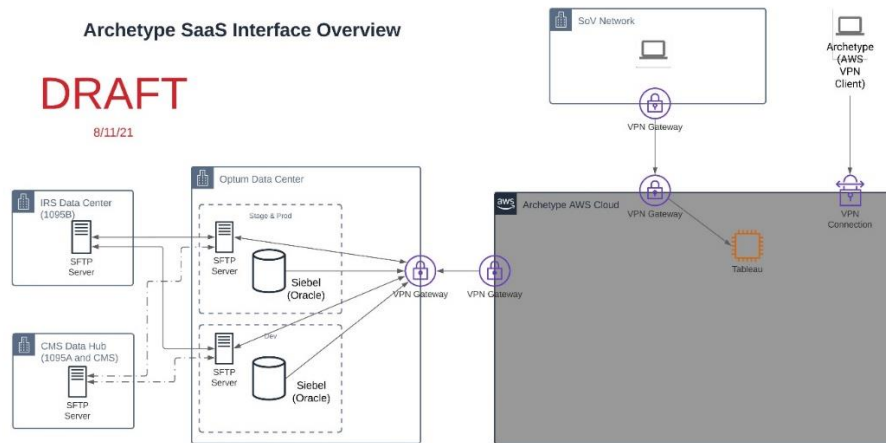 Archetype SaaS Interface Overview
DRAFT
8/11/21
SoV Network
VPN Gateway
Archetype
(AWS
VPN
Client)
IRS Data Center
(1095B)
SFTP
Server
CMS Data Hub
(1095A and CMS)
SFTP
Server
Optum Data Center
Stage & Prod
SFTP
Server
Siebel
(Oracle)
Dev
SFTP
Server
Siebel
(Oracle)
VPN Gateway
VPN Gateway
aws
Archetype AWS Cloud
VPN Gateway
Tableau
VPN
Connection